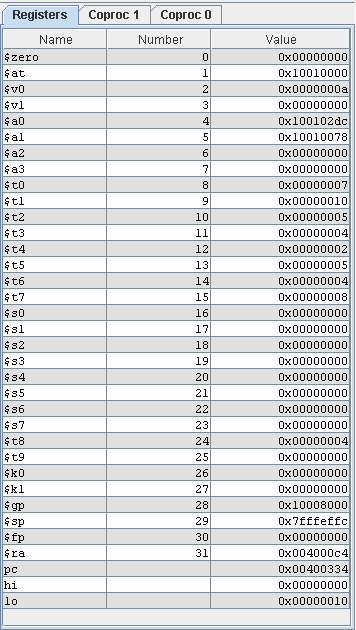 Registers Coproc 1 Coproc 0
Name Number Value
$zero 0 0x00000000
$at 1 0x10010000
$v0 2 0x0000000a
$v1 3 0x00000000
$a0 4 0x100102dc
$a1 5 0x10010078
$a2 6 0x00000000
$a3 7 0x00000000
$t0 8 0x00000007
$t1 9 0x00000010
$t2 10 0x00000005
$t3 11 0x00000004
$t4 12 0x00000002
$t5 13 0x00000005
$t6 14 0x00000004
$t7 15 0x00000008
$s0 16 0x00000000
$s1 17 0x00000000
$s2 18 0x00000000
$s3 19 0x00000000
$s4 20 0x00000000
$s5 21 0x00000000
$s6 22 0x00000000
$s7 23 0x00000000
$t8 24 0x00000004
$t9 25 0x00000000
$k0 26 0x00000000
$k1 27 0x00000000
$gp 28 0x10008000
$sp 29 0x7fffeffc
$fp 30 0x00000000
$ra 31 0x004000c4
pc 0x00400334
hi 0x00000000
lo 0x00000010